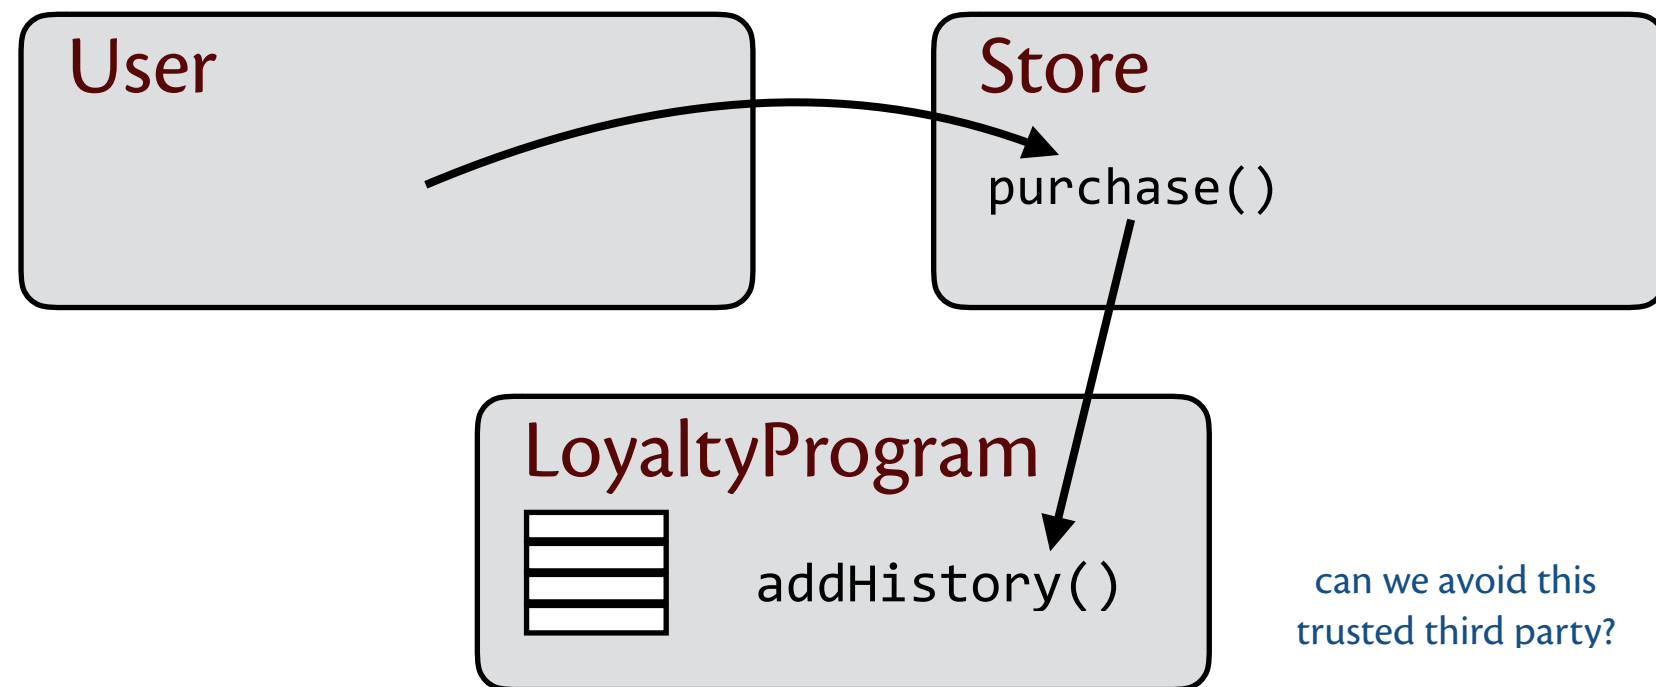 User
Store
purchase()
LoyaltyProgram
addHistory()
can we avoid this
trusted third party?